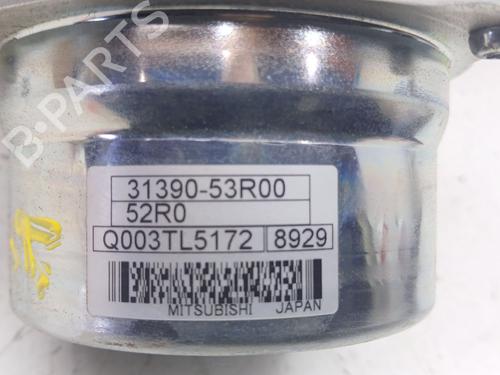 B-PARTS
31390-53R00
52R0
Q003TL5172 8929
MITSUBISHI JAPAN